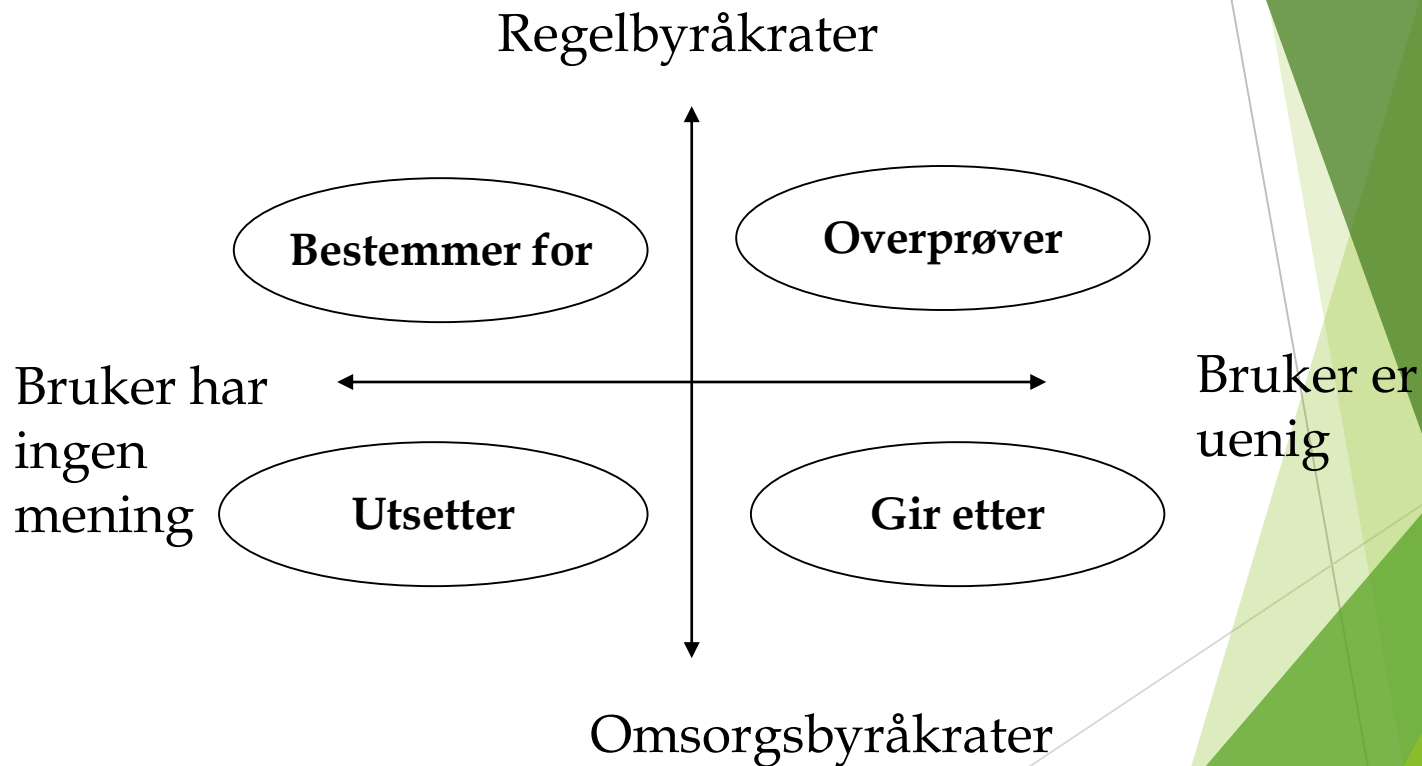 Regelbyråkrater
Bestemmer for
Overprøver
Bruker har
ingen
mening
Bruker er
uenig
Utsetter
Gir etter
Omsorgsbyråkrater